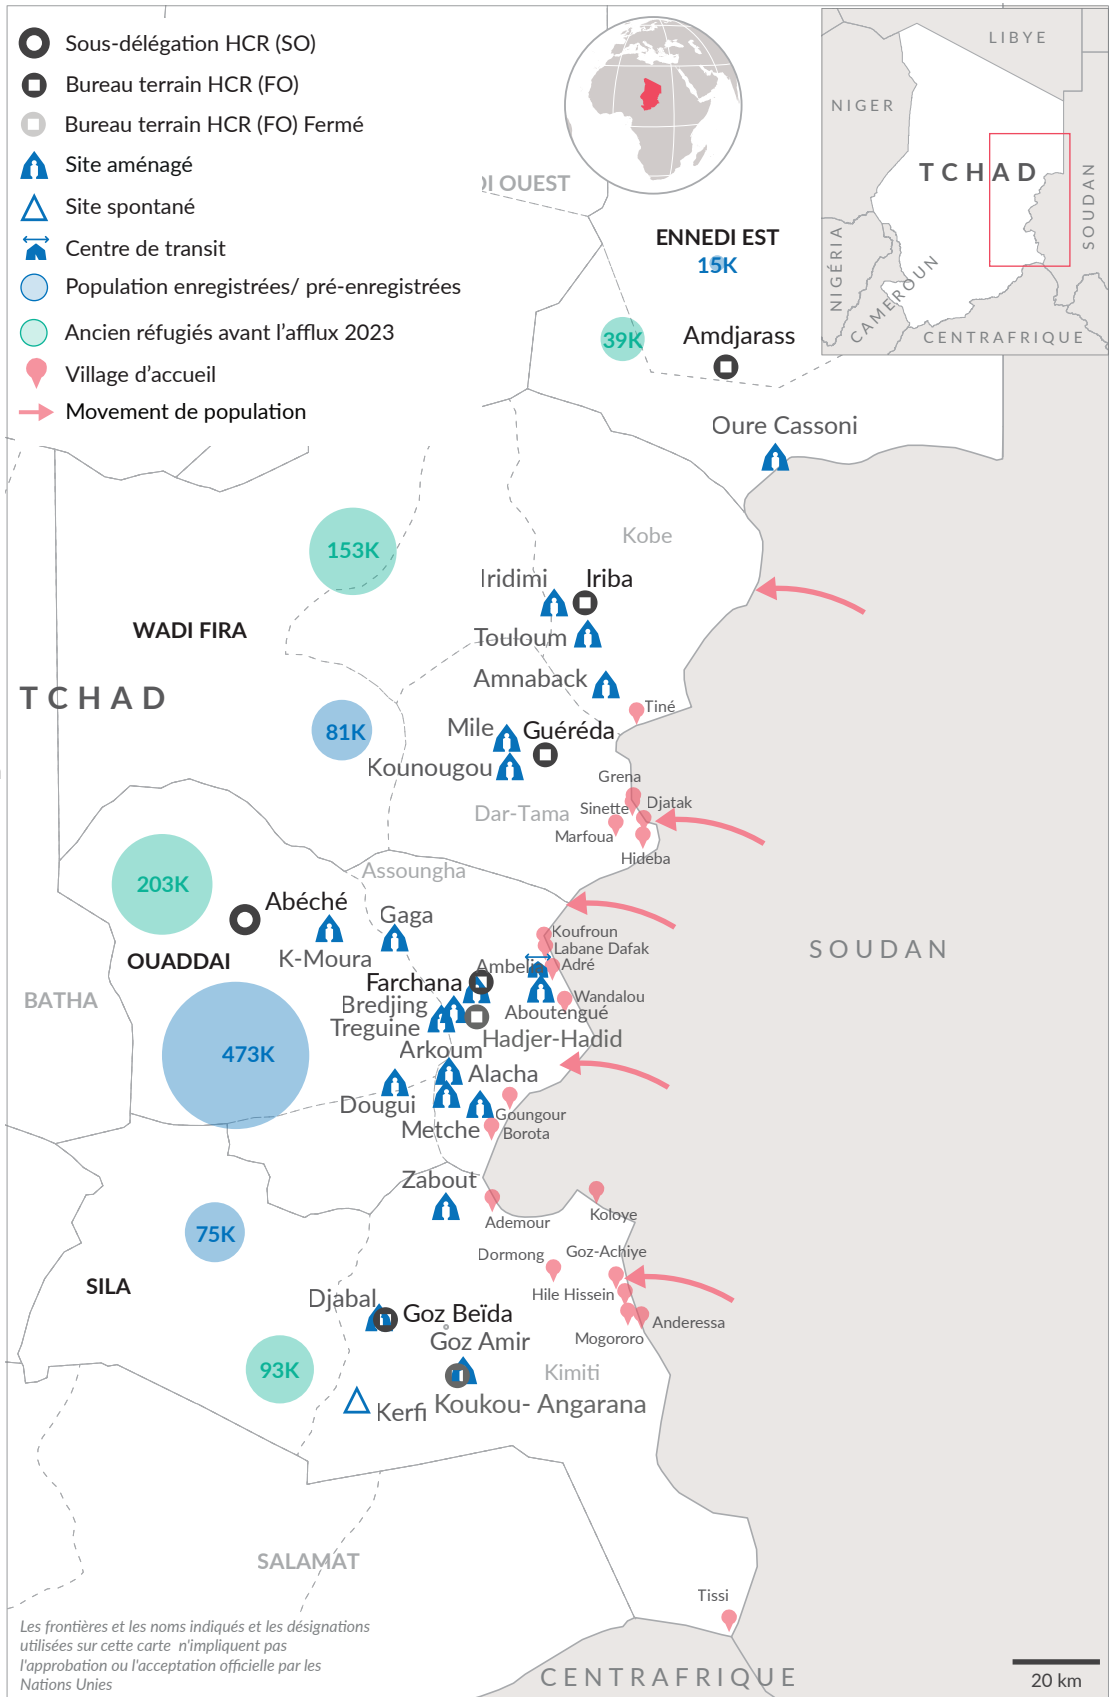 Sous-délégation HCR (SO)
Bureau terrain HCR (FO)
Bureau terrain HCR (FO) Fermé
Site aménagé
Site spontané
Centre de transit
Population enregistrées/ pré-enregistrées
Ancien réfugiés avant l'afflux 2023
Village d'accueil
Movement de population
LIBYE
NIGER
TCHAD
SOUDAN
NIGÉRIA
CAMEROUN
CENTRAFRIQUE
DI OUEST
ENNEDI EST
15K
39K
Amdjarass
Oure Cassoni
153K
Kobe
Iridimi
Iriba
WADI FIRA
Touloum
TCHAD
Amnaback
Tiné
81K
Mile
Guéréda
Kounougou
Grena
Dar-Tama
Sinette
Djatak
Marfoua
Hideba
Assoungha
203K
Abéché
Gaga
Koufroun
Labane Dafak
OUADDAI
K-Moura
Ambelia
Adré
SOUDAN
BATHA
Farchana
Wandalou
Bredjing
Aboutengué
Treguine
Hadjer-Hadid
473K
Arkoum
Alacha
Dougui
Goungour
Metche
Borota
Zabout
Ademour
Koloye
75K
Dormong
Goz-Achiye
SILA
Hile Hissein
Djabal
Goz Beïda
Anderessa
Goz Amir
Mogororo
93K
Kimiti
Kerfi
Koukou- Angarana
SALAMAT
Tissi
Les frontières et les noms indiqués et les désignations
utilisées sur cette carte n'impliquent pas
l'approbation ou l'acceptation officielle par les
Nations Unies
CENTRAFRIQUE
20 km